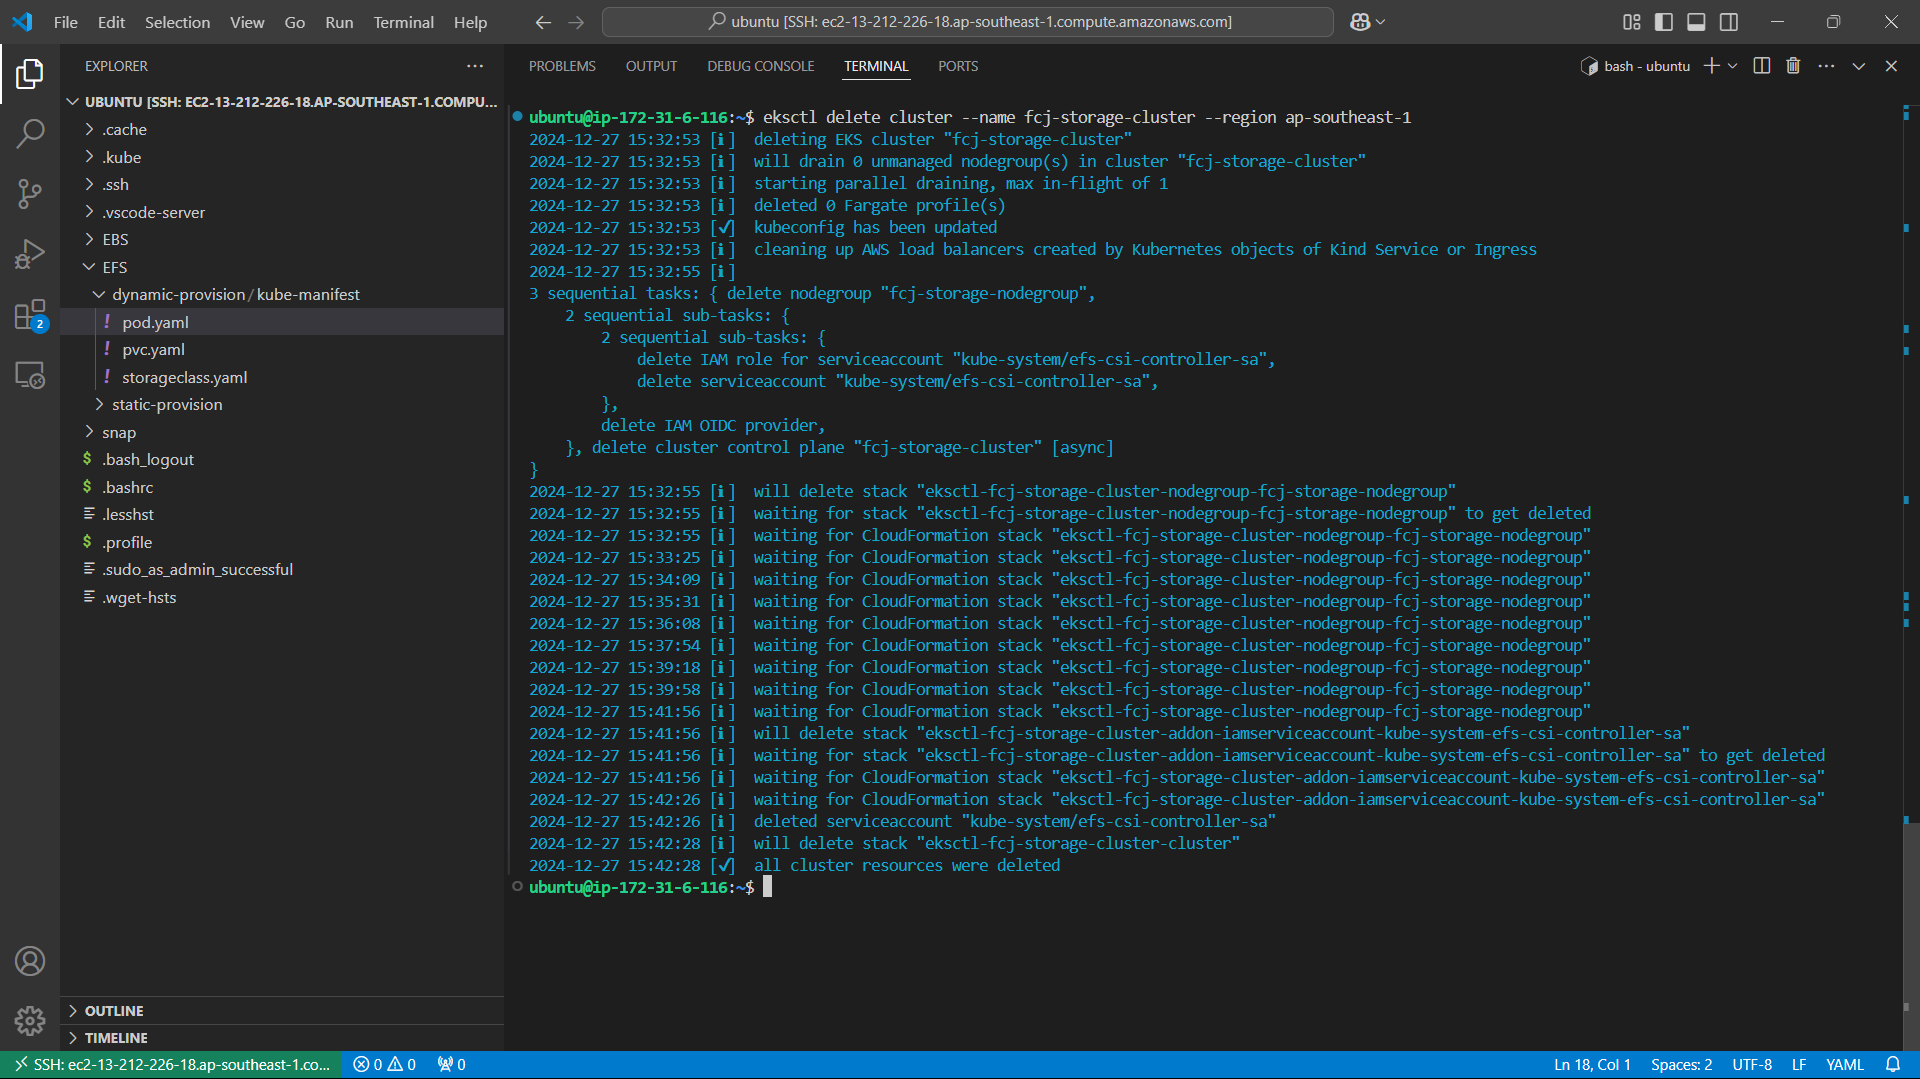 File Edit Selection View Go Run Terminal Help
ubuntu [SSH: ec2-13-212-226-18.ap-southeast-1.compute.amazonaws.com]
EXPLORER
UBUNTU [SSH: EC2-13-212-226-18.AP-SOUTHEAST-1.COMPU...
.cache
.kube
.ssh
.vscode-server
EBS
EFS
dynamic-provision / kube-manifest
! pod.yaml
! pvc.yaml
! storageclass.yaml
static-provision
snap
$ .bash_logout
$ .bashrc
.lesshst
$ .profile
.sudo_as_admin_successful
.wget-hsts
2
OUTLINE
TIMELINE
PROBLEMS OUTPUT DEBUG CONSOLE TERMINAL PORTS
bash - ubuntu
ubuntu@ip-172-31-6-116:~$ eksctl delete cluster --name fcj-storage-cluster --region ap-southeast-1
2024-12-27 15:32:53 [ℹ]  deleting EKS cluster "fcj-storage-cluster"
2024-12-27 15:32:53 [ℹ]  will drain 0 unmanaged nodegroup(s) in cluster "fcj-storage-cluster"
2024-12-27 15:32:53 [ℹ]  starting parallel draining, max in-flight of 1
2024-12-27 15:32:53 [ℹ]  deleted 0 Fargate profile(s)
2024-12-27 15:32:53 [✔]  kubeconfig has been updated
2024-12-27 15:32:53 [ℹ]  cleaning up AWS load balancers created by Kubernetes objects of Kind Service or Ingress
2024-12-27 15:32:55 [ℹ]
3 sequential tasks: { delete nodegroup "fcj-storage-nodegroup",
2 sequential sub-tasks: {
2 sequential sub-tasks: {
delete IAM role for serviceaccount "kube-system/efs-csi-controller-sa",
delete serviceaccount "kube-system/efs-csi-controller-sa",
},
delete IAM OIDC provider,
}, delete cluster control plane "fcj-storage-cluster" [async]
}
2024-12-27 15:32:55 [ℹ]  will delete stack "eksctl-fcj-storage-cluster-nodegroup-fcj-storage-nodegroup"
2024-12-27 15:32:55 [ℹ]  waiting for stack "eksctl-fcj-storage-cluster-nodegroup-fcj-storage-nodegroup" to get deleted
2024-12-27 15:32:55 [ℹ]  waiting for CloudFormation stack "eksctl-fcj-storage-cluster-nodegroup-fcj-storage-nodegroup"
2024-12-27 15:33:25 [ℹ]  waiting for CloudFormation stack "eksctl-fcj-storage-cluster-nodegroup-fcj-storage-nodegroup"
2024-12-27 15:34:09 [ℹ]  waiting for CloudFormation stack "eksctl-fcj-storage-cluster-nodegroup-fcj-storage-nodegroup"
2024-12-27 15:35:31 [ℹ]  waiting for CloudFormation stack "eksctl-fcj-storage-cluster-nodegroup-fcj-storage-nodegroup"
2024-12-27 15:36:08 [ℹ]  waiting for CloudFormation stack "eksctl-fcj-storage-cluster-nodegroup-fcj-storage-nodegroup"
2024-12-27 15:37:54 [ℹ]  waiting for CloudFormation stack "eksctl-fcj-storage-cluster-nodegroup-fcj-storage-nodegroup"
2024-12-27 15:39:18 [ℹ]  waiting for CloudFormation stack "eksctl-fcj-storage-cluster-nodegroup-fcj-storage-nodegroup"
2024-12-27 15:39:58 [ℹ]  waiting for CloudFormation stack "eksctl-fcj-storage-cluster-nodegroup-fcj-storage-nodegroup"
2024-12-27 15:41:56 [ℹ]  waiting for CloudFormation stack "eksctl-fcj-storage-cluster-nodegroup-fcj-storage-nodegroup"
2024-12-27 15:41:56 [ℹ]  will delete stack "eksctl-fcj-storage-cluster-addon-iamserviceaccount-kube-system-efs-csi-controller-sa"
2024-12-27 15:41:56 [ℹ]  waiting for stack "eksctl-fcj-storage-cluster-addon-iamserviceaccount-kube-system-efs-csi-controller-sa" to get deleted
2024-12-27 15:41:56 [ℹ]  waiting for CloudFormation stack "eksctl-fcj-storage-cluster-addon-iamserviceaccount-kube-system-efs-csi-controller-sa"
2024-12-27 15:42:26 [ℹ]  waiting for CloudFormation stack "eksctl-fcj-storage-cluster-addon-iamserviceaccount-kube-system-efs-csi-controller-sa"
2024-12-27 15:42:26 [ℹ]  deleted serviceaccount "kube-system/efs-csi-controller-sa"
2024-12-27 15:42:28 [ℹ]  will delete stack "eksctl-fcj-storage-cluster-cluster"
2024-12-27 15:42:28 [✔]  all cluster resources were deleted
ubuntu@ip-172-31-6-116:~$
SSH: ec2-13-212-226-18.ap-southeast-1.co... 0 0 0 Ln 18, Col 1 Spaces: 2 UTF-8 LF YAML